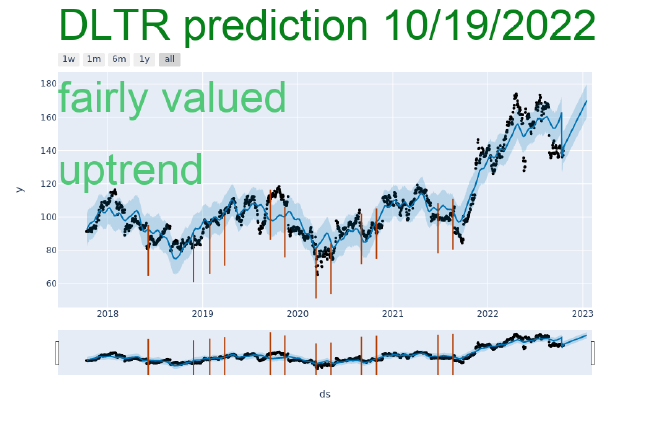 DLTR prediction 10/19/2022
1w 1m 6m 1y all
fairly valued
uptrend
180
160
140
120
100
80
60
y
2018 2019 2020 2021 2022 2023
ds